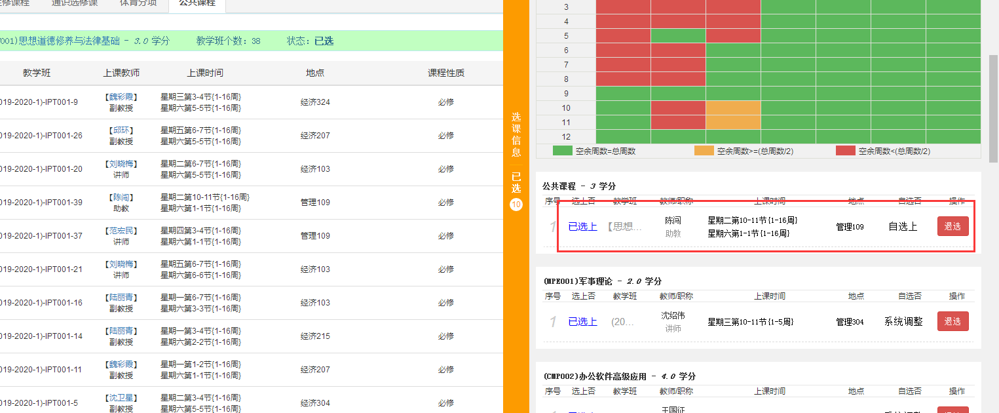 修课程 通识选修课 体育分项 公共课程
001)思想道德修养与法律基础 - 3.0 学分 教学班个数: 38 状态: 已选
教学班 上课教师 上课时间 地点 课程性质
019-2020-1)-IPT001-9 【魏彩霞】 副教授 星期三第3-4节{1-16周} 星期六第5-5节{1-16周} 经济324 必修
019-2020-1)-IPT001-26 【邱环】 副教授 星期五第6-7节{1-16周} 星期六第5-5节{1-16周} 经济207 必修
019-2020-1)-IPT001-20 【刘晓梅】 讲师 星期二第6-7节{1-16周} 星期六第5-5节{1-16周} 经济103 必修
019-2020-1)-IPT001-39 【陈闯】 助教 星期二第10-11节{1-16周} 星期六第1-1节{1-16周} 管理109 必修
019-2020-1)-IPT001-37 【范宏民】 讲师 星期四第3-4节{1-16周} 星期六第1-1节{1-16周} 管理109 必修
019-2020-1)-IPT001-21 【刘晓梅】 讲师 星期五第6-7节{1-16周} 星期六第6-6节{1-16周} 经济103 必修
019-2020-1)-IPT001-16 【陆丽青】 副教授 星期一第6-7节{1-16周} 星期六第3-3节{1-16周} 经济103 必修
019-2020-1)-IPT001-14 【陆丽青】 副教授 星期一第3-4节{1-16周} 星期六第2-2节{1-16周} 经济215 必修
019-2020-1)-IPT001-11 【魏彩霞】 副教授 星期一第1-2节{1-16周} 星期六第1-1节{1-16周} 经济207 必修
019-2020-1)-IPT001-5 【沈卫星】 副教授 星期二第3-4节{1-16周} 星期六第5-5节{1-16周} 经济304 必修
选课信息
已选
10
3
4
5
6
7
8
9
10
11
12
空余周数=总周数 空余周数>=(总周数/2) 空余周数<(总周数/2)
公共课程 - 3 学分
序号 选上否 教学班 教师/职称 上课时间 地点 自选否 操作
1 已选上 【思想... 陈闯 助教 星期二第10-11节{1-16周} 星期六第1-1节{1-16周} 管理109 自选上 退选
(MPE001)军事理论 - 2.0 学分
序号 选上否 教学班 教师/职称 上课时间 地点 自选否 操作
1 已选上 (20... 沈绍伟 讲师 星期三第10-11节{1-5周} 管理304 系统调整 退选
(CMP002)办公软件高级应用 - 4.0 学分
序号 选上否 教学班 教师/职称 上课时间 地点 自选否 操作
王国征